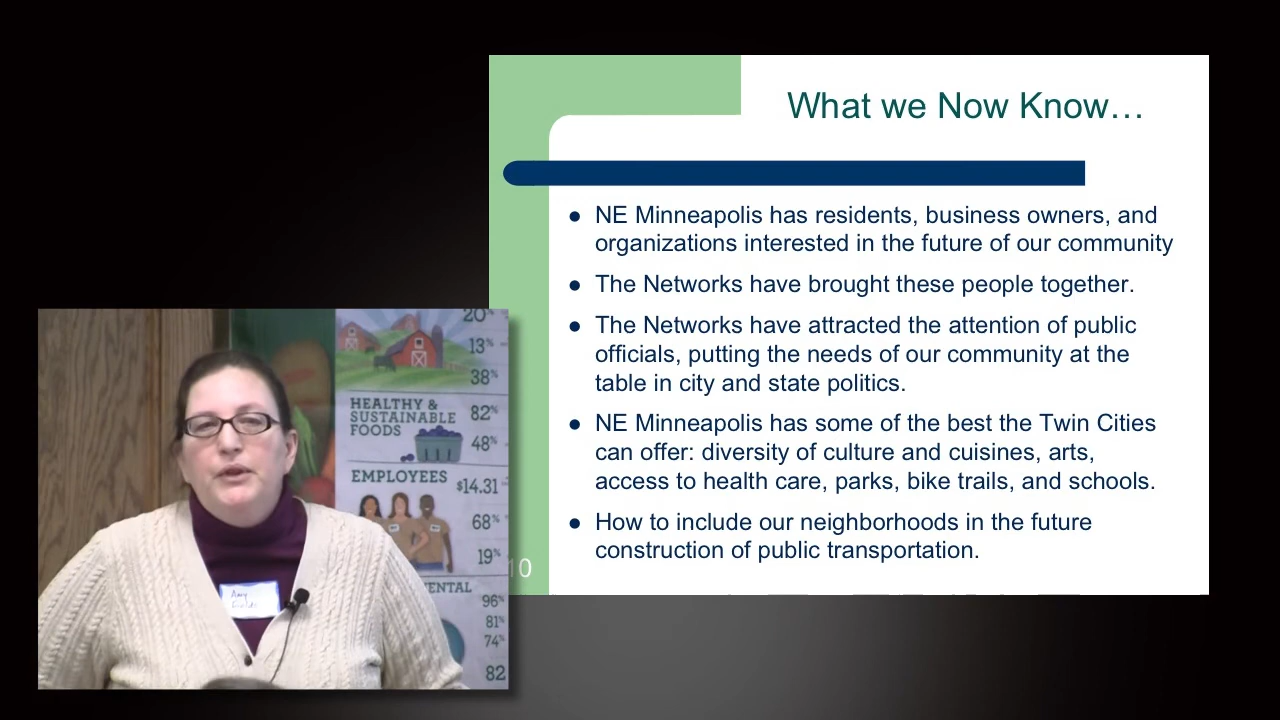 What we Now Know…
● NE Minneapolis has residents, business owners, and
organizations interested in the future of our community
● The Networks have brought these people together.
● The Networks have attracted the attention of public
officials, putting the needs of our community at the
table in city and state politics.
● NE Minneapolis has some of the best the Twin Cities
can offer: diversity of culture and cuisines, arts,
access to health care, parks, bike trails, and schools.
● How to include our neighborhoods in the future
construction of public transportation.
10
20%
13%
38%
HEALTHY &
SUSTAINABLE
FOODS
82%
48%
EMPLOYEES
$14.31
68%
19%
ENTAL
96%
81%
74%
82
Amy